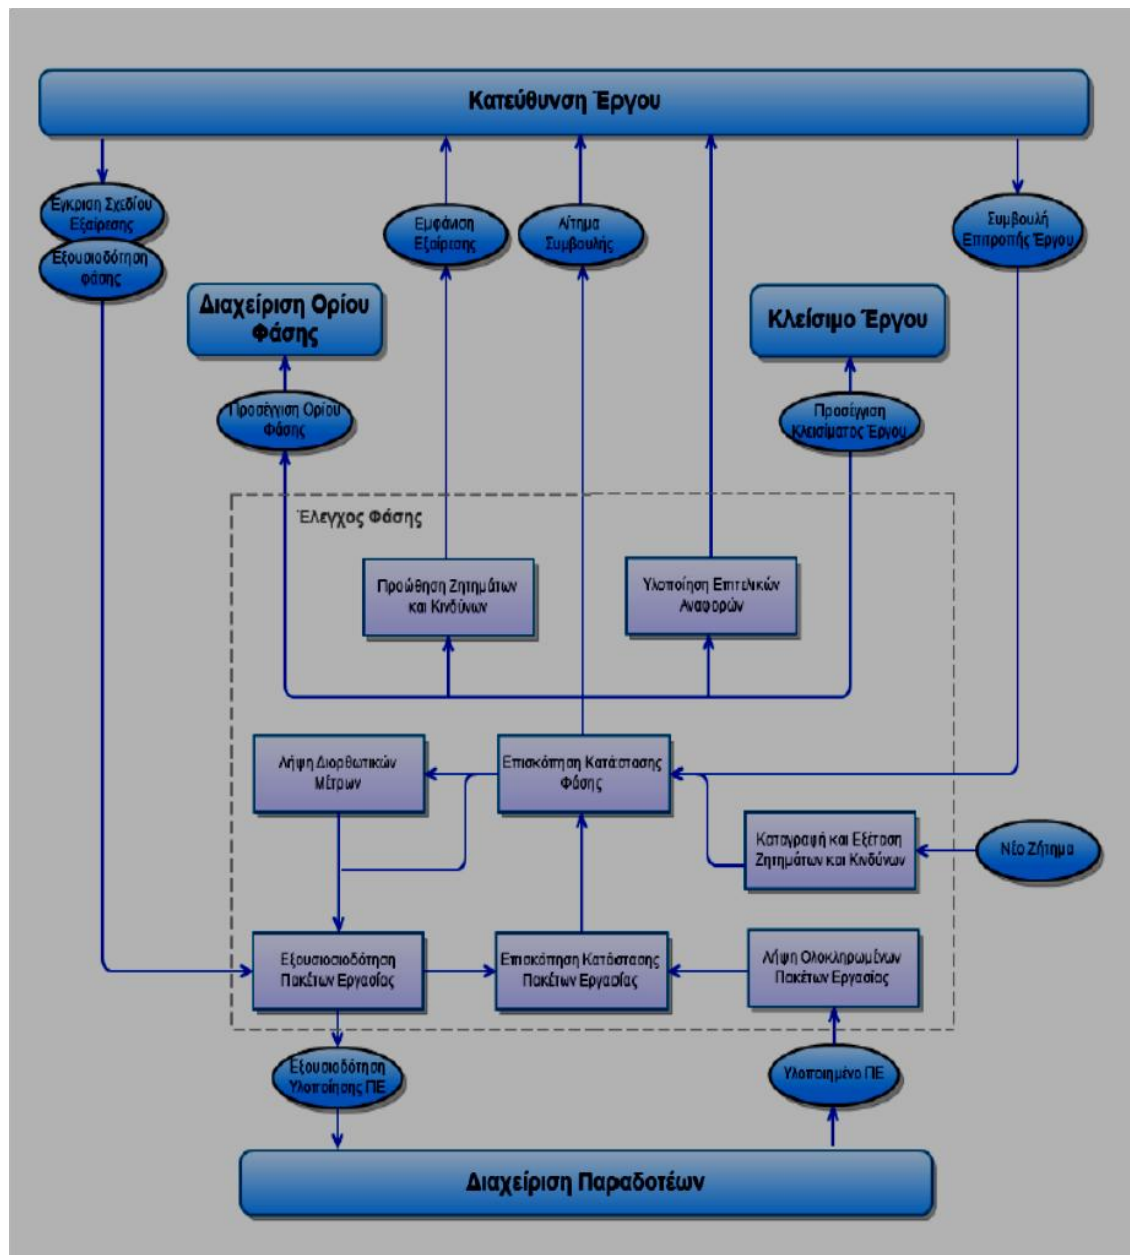 Κατεύθυνση Έργου
Έγκριση Σχεδίου
Εξαίρεσης
Εξουσιοδότηση
φάσης
Εμφάνιση
Εξαίρεσης
Αίτημα
Συμβουλής
Συμβουλή
Επιτροπής Έργου
Διαχείριση Ορίου
Φάσης
Κλείσιμο Έργου
Προσέγγιση Ορίου
Φάσης
Προσέγγιση
Κλεισίματος Έργου
Έλεγχος Φάσης
Προώθηση Ζητημάτων
και Κινδύνων
Υλοποίηση Επιτελικών
Αναφορών
Λήψη Διορθωτικών
Μέτρων
Επισκόπηση Κατάστασης
Φάσης
Καταγραφή και Εξέταση
Ζητημάτων και Κινδύνων
Νέο Ζήτημα
Εξουσιοσιοδότηση
Πακέτων Εργασίας
Επισκόπηση Κατάστασης
Πακέτων Εργασίας
Λήψη Ολοκληρωμένων
Πακέτων Εργασίας
Εξουσιοδότηση
Υλοποίησης ΠΕ
Υλοποιημένο ΠΕ
Διαχείριση Παραδοτέων